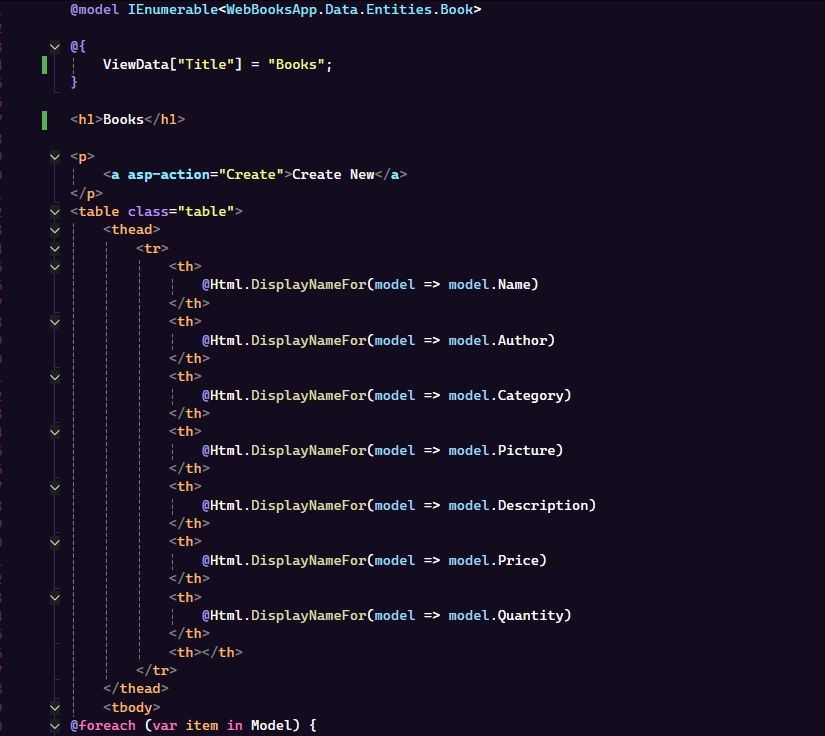 @model IEnumerable<WebBooksApp.Data.Entities.Book>
@{
ViewData["Title"] = "Books";
}
<h1>Books</h1>
<p>
<a asp-action="Create">Create New</a>
</p>
<table class="table">
<thead>
<tr>
<th>
@Html.DisplayNameFor(model => model.Name)
</th>
<th>
@Html.DisplayNameFor(model => model.Author)
</th>
<th>
@Html.DisplayNameFor(model => model.Category)
</th>
<th>
@Html.DisplayNameFor(model => model.Picture)
</th>
<th>
@Html.DisplayNameFor(model => model.Description)
</th>
<th>
@Html.DisplayNameFor(model => model.Price)
</th>
<th>
@Html.DisplayNameFor(model => model.Quantity)
</th>
<th></th>
</tr>
</thead>
<tbody>
@foreach (var item in Model) {